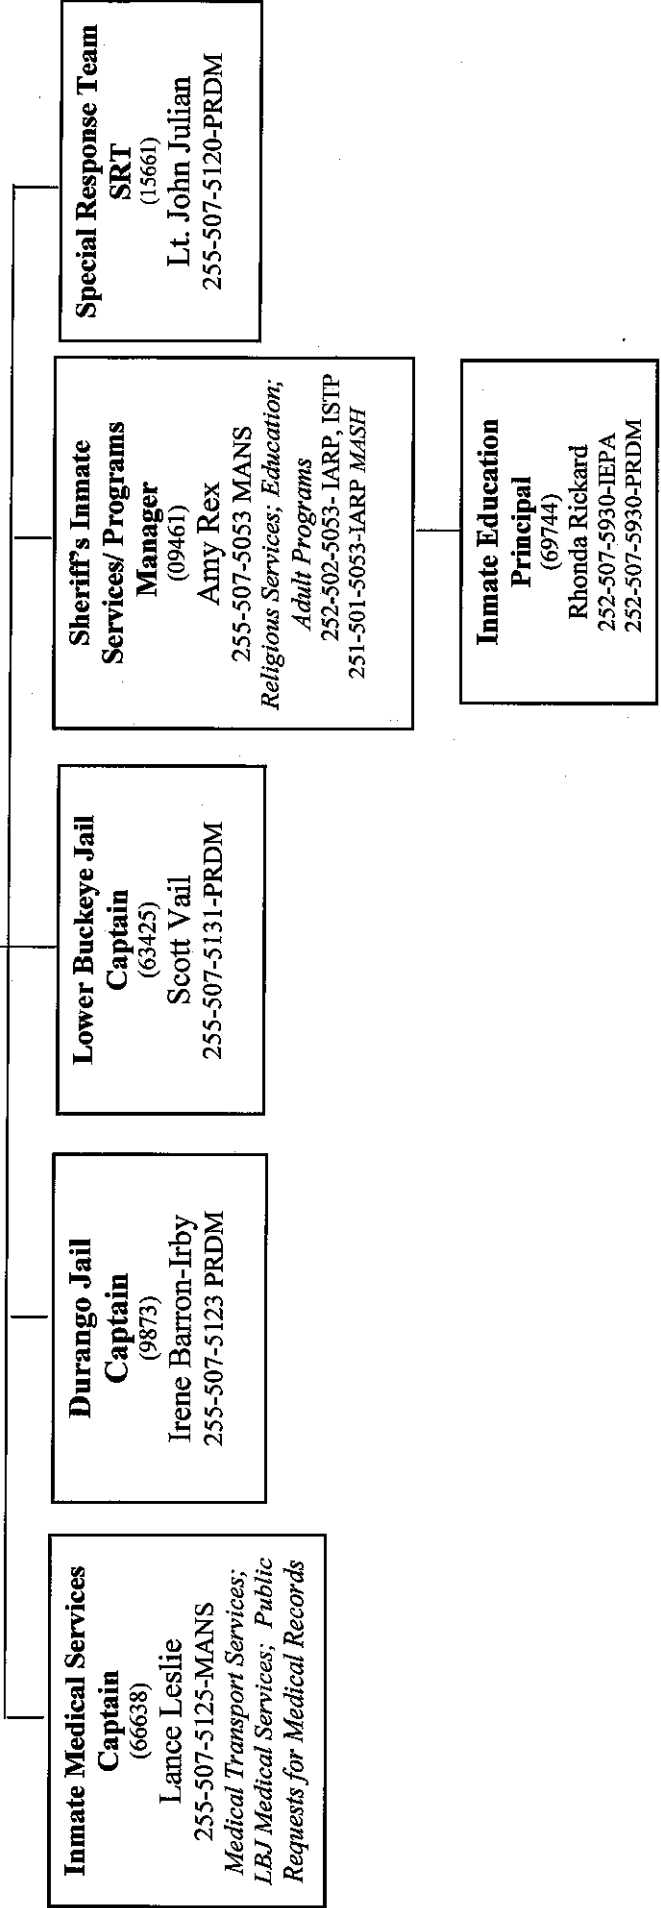 Inmate Medical Services
Captain
(66638)
Lance Leslie
255-507-5125-MANS
Medical Transport Services;
LBJ Medical Services; Public
Requests for Medical Records
Durango Jail
Captain
(9873)
Irene Barron-Irby
255-507-5123 PRDM
Lower Buckeye Jail
Captain
(63425)
Scott Vail
255-507-5131-PRDM
Sheriff's Inmate
Services/ Programs
Manager
(09461)
Amy Rex
255-507-5053 MANS
Religious Services; Education;
Adult Programs
252-502-5053- IARP, ISTP
251-501-5053-IARP MASH
Inmate Education
Principal
(69744)
Rhonda Rickard
252-507-5930-IEPA
252-507-5930-PRDM
Special Response Team
SRT
(15661)
Lt. John Julian
255-507-5120-PRDM